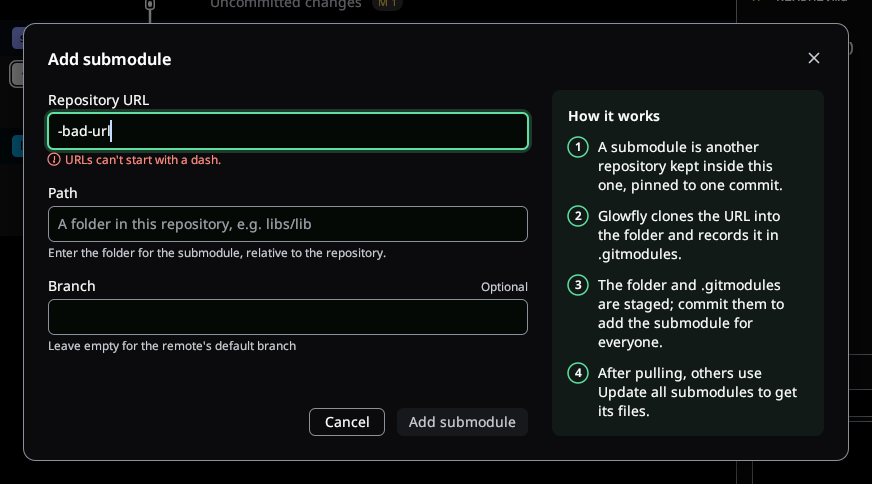 Uncommitted changes M 1
Add submodule
Repository URL
-bad-url
URLs can't start with a dash.
Path
A folder in this repository, e.g. libs/lib
Enter the folder for the submodule, relative to the repository.
Branch Optional
Leave empty for the remote's default branch
Cancel Add submodule
How it works
1 A submodule is another
repository kept inside this
one, pinned to one commit.
2 Glowfly clones the URL into
the folder and records it in
.gitmodules.
3 The folder and .gitmodules
are staged; commit them to
add the submodule for
everyone.
4 After pulling, others use
Update all submodules to get
its files.